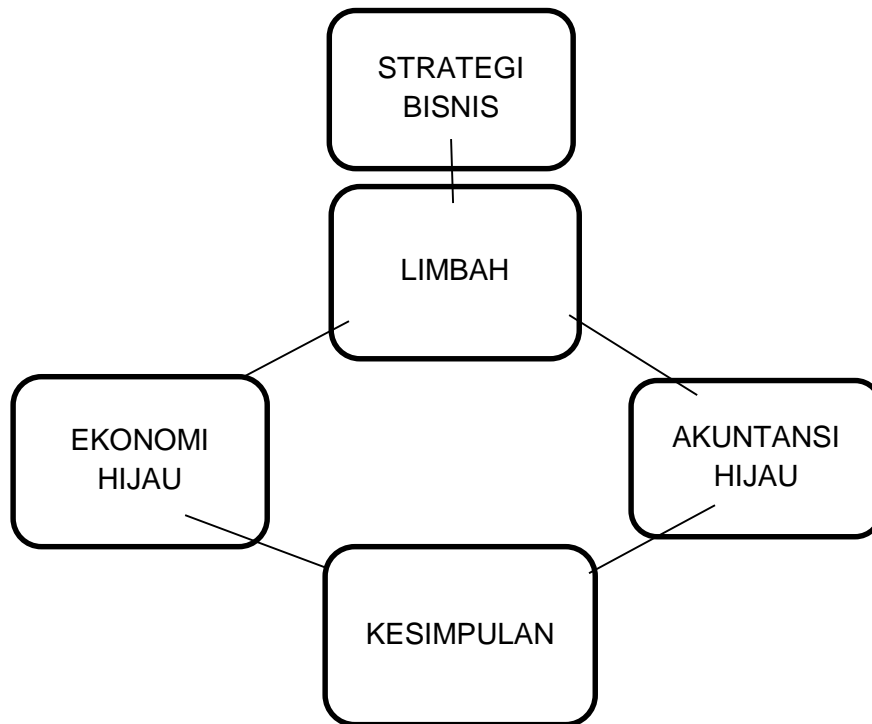 STRATEGI
BISNIS
LIMBAH
EKONOMI
HIJAU
AKUNTANSI
HIJAU
KESIMPULAN